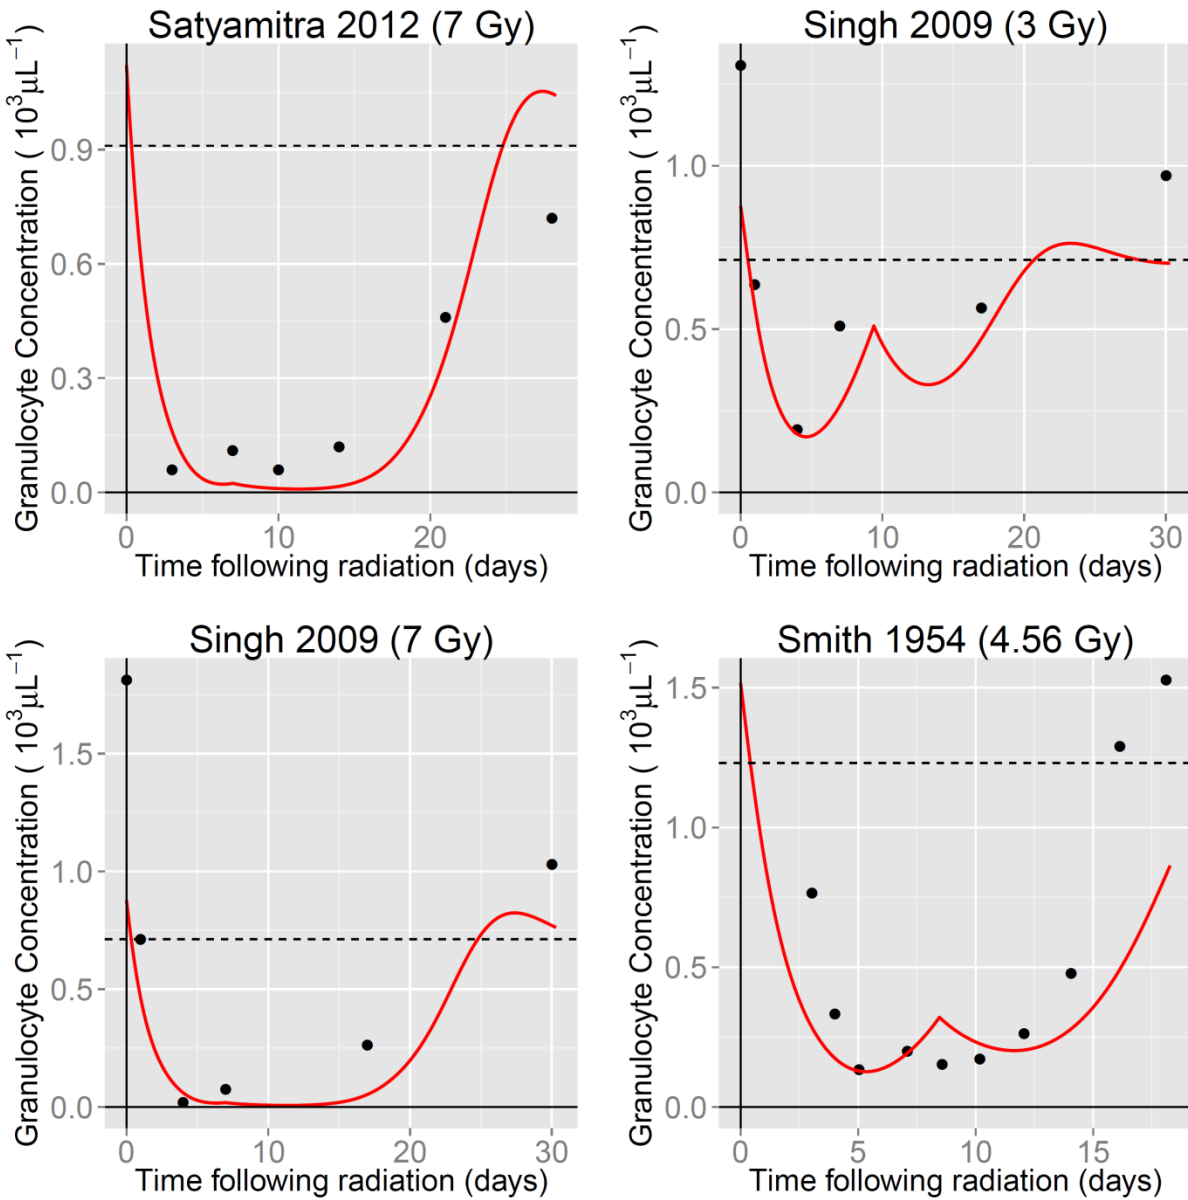 Satyamitra 2012 (7 Gy)
Granulocyte Concentration ( 10³μL⁻¹)
0.9
0.6
0.3
0.0
0 10 20
Time following radiation (days)
Singh 2009 (3 Gy)
Granulocyte Concentration ( 10³μL⁻¹)
1.0
0.5
0.0
0 10 20 30
Time following radiation (days)
Singh 2009 (7 Gy)
Granulocyte Concentration ( 10³μL⁻¹)
1.5
1.0
0.5
0.0
0 10 20 30
Time following radiation (days)
Smith 1954 (4.56 Gy)
Granulocyte Concentration ( 10³μL⁻¹)
1.5
1.0
0.5
0.0
0 5 10 15
Time following radiation (days)